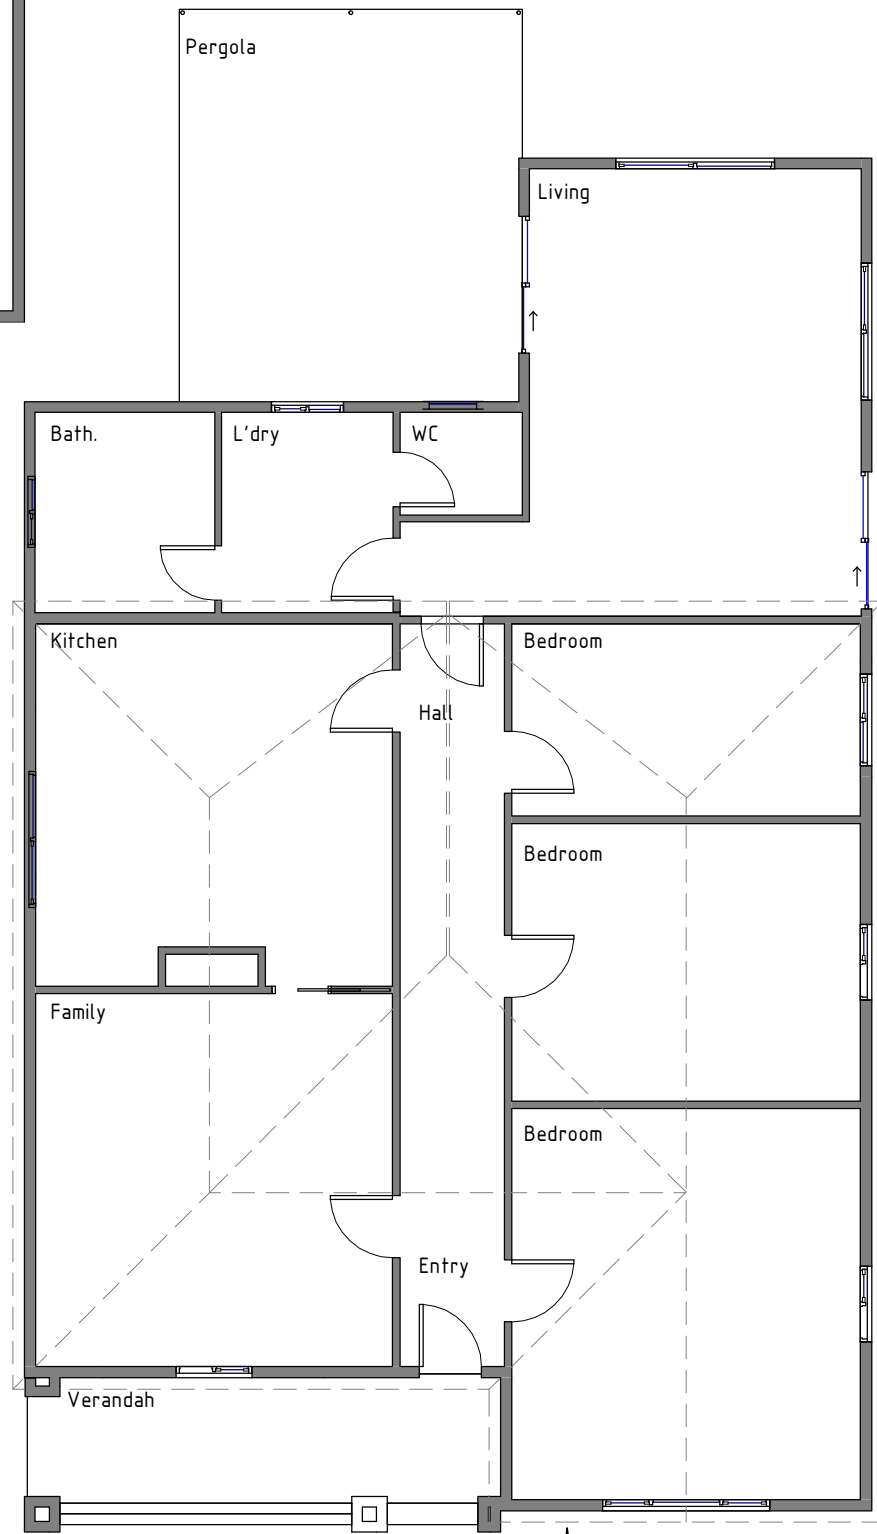 Pergola
Living
Bath.
L'dry
WC
Kitchen
Bedroom
Hall
Bedroom
Family
Bedroom
Entry
Verandah